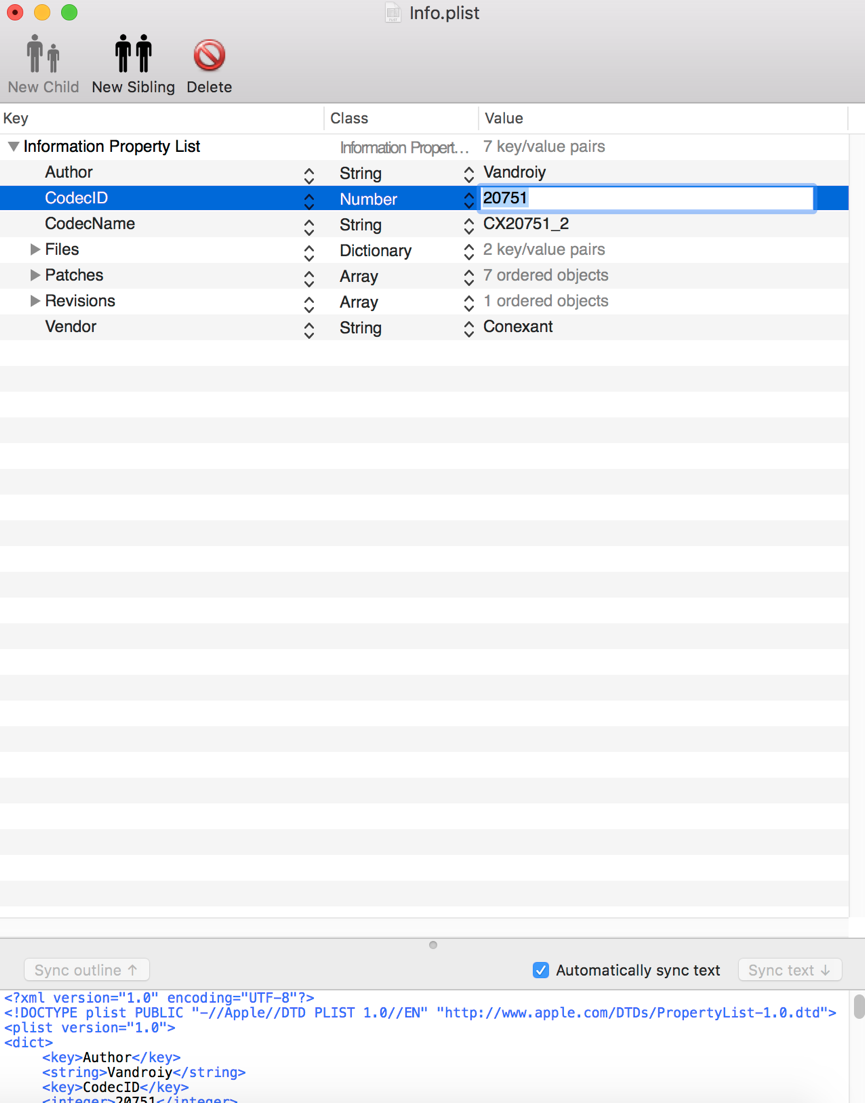 Info.plist
New Child New Sibling Delete
Key Class Value
Information Property List Information Propert... 7 key/value pairs
Author String Vandroiy
CodecID Number 20751
CodecName String CX20751_2
Files Dictionary 2 key/value pairs
Patches Array 7 ordered objects
Revisions Array 1 ordered objects
Vendor String Conexant
Sync outline ↑ Automatically sync text Sync text ↓
<?xml version="1.0" encoding="UTF-8"?>
<!DOCTYPE plist PUBLIC "-//Apple//DTD PLIST 1.0//EN" "http://www.apple.com/DTDs/PropertyList-1.0.dtd">
<plist version="1.0">
<dict>
<key>Author</key>
<string>Vandroiy</string>
<key>CodecID</key>
<integer>20751</integer>